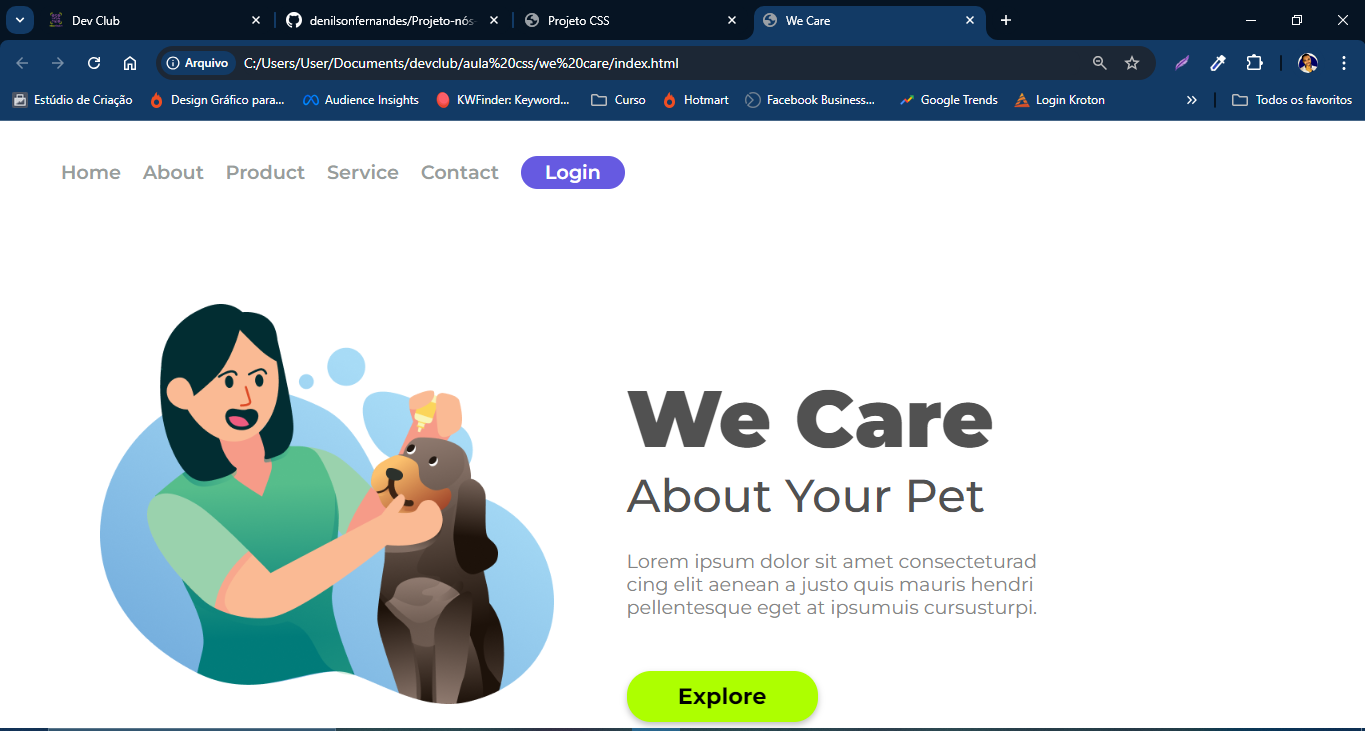 Dev Club
denilsonfernandes/Projeto-nós-
Projeto CSS
We Care
Arquivo C:/Users/User/Documents/devclub/aula%20css/we%20care/index.html
Estúdio de Criação Design Gráfico para... Audience Insights KWFinder: Keyword... Curso Hotmart Facebook Business... Google Trends Login Kroton Todos os favoritos
Home About Product Service Contact Login
We Care
About Your Pet
Lorem ipsum dolor sit amet consecteturad
cing elit aenean a justo quis mauris hendri
pellentesque eget at ipsumuis cursusturpi.
Explore